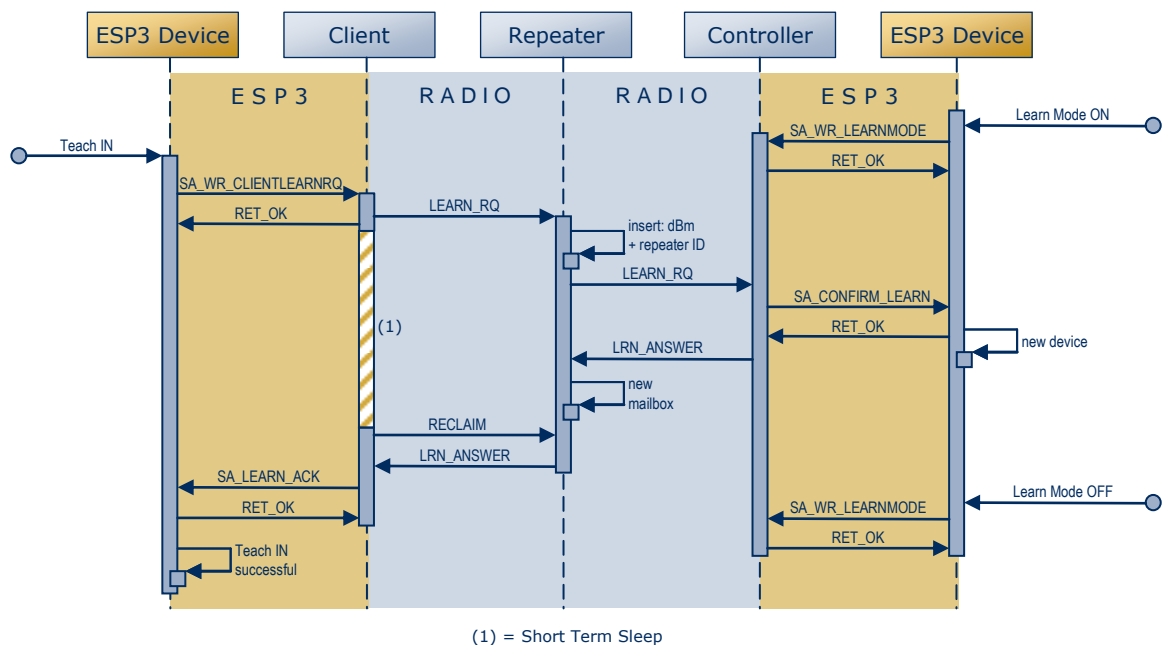 ESP3 Device
Client
Repeater
Controller
ESP3 Device
ESP3
RADIO
RADIO
ESP3
Learn Mode ON
SA_WR_LEARNMODE
Teach IN
RET_OK
SA_WR_CLIENTLEARNRQ
RET_OK
LEARN_RQ
insert: dBm
+ repeater ID
LEARN_RQ
SA_CONFIRM_LEARN
(1)
RET_OK
new device
LRN_ANSWER
new
mailbox
RECLAIM
LRN_ANSWER
SA_LEARN_ACK
Learn Mode OFF
RET_OK
SA_WR_LEARNMODE
RET_OK
Teach IN
successful
(1) = Short Term Sleep